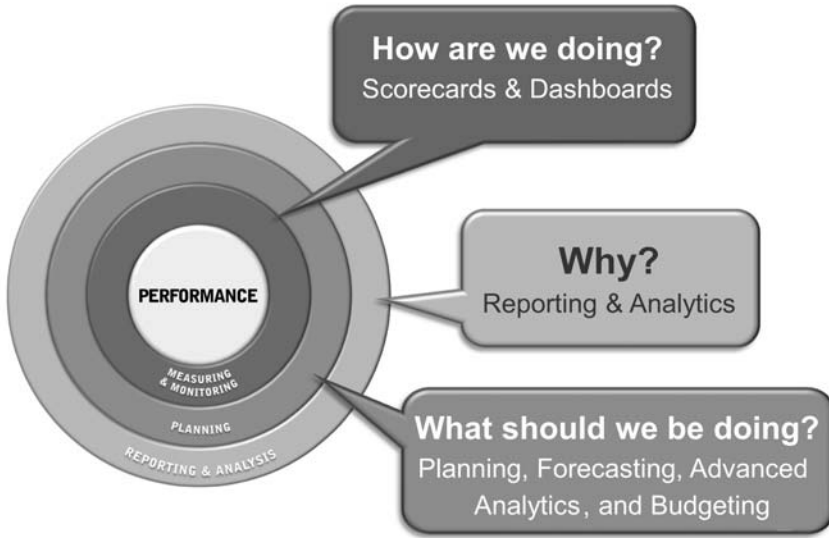 How are we doing?
Scorecards & Dashboards
Why?
Reporting & Analytics
PERFORMANCE
MEASURING
& MONITORING
PLANNING
REPORTING & ANALYSIS
What should we be doing?
Planning, Forecasting, Advanced
Analytics, and Budgeting